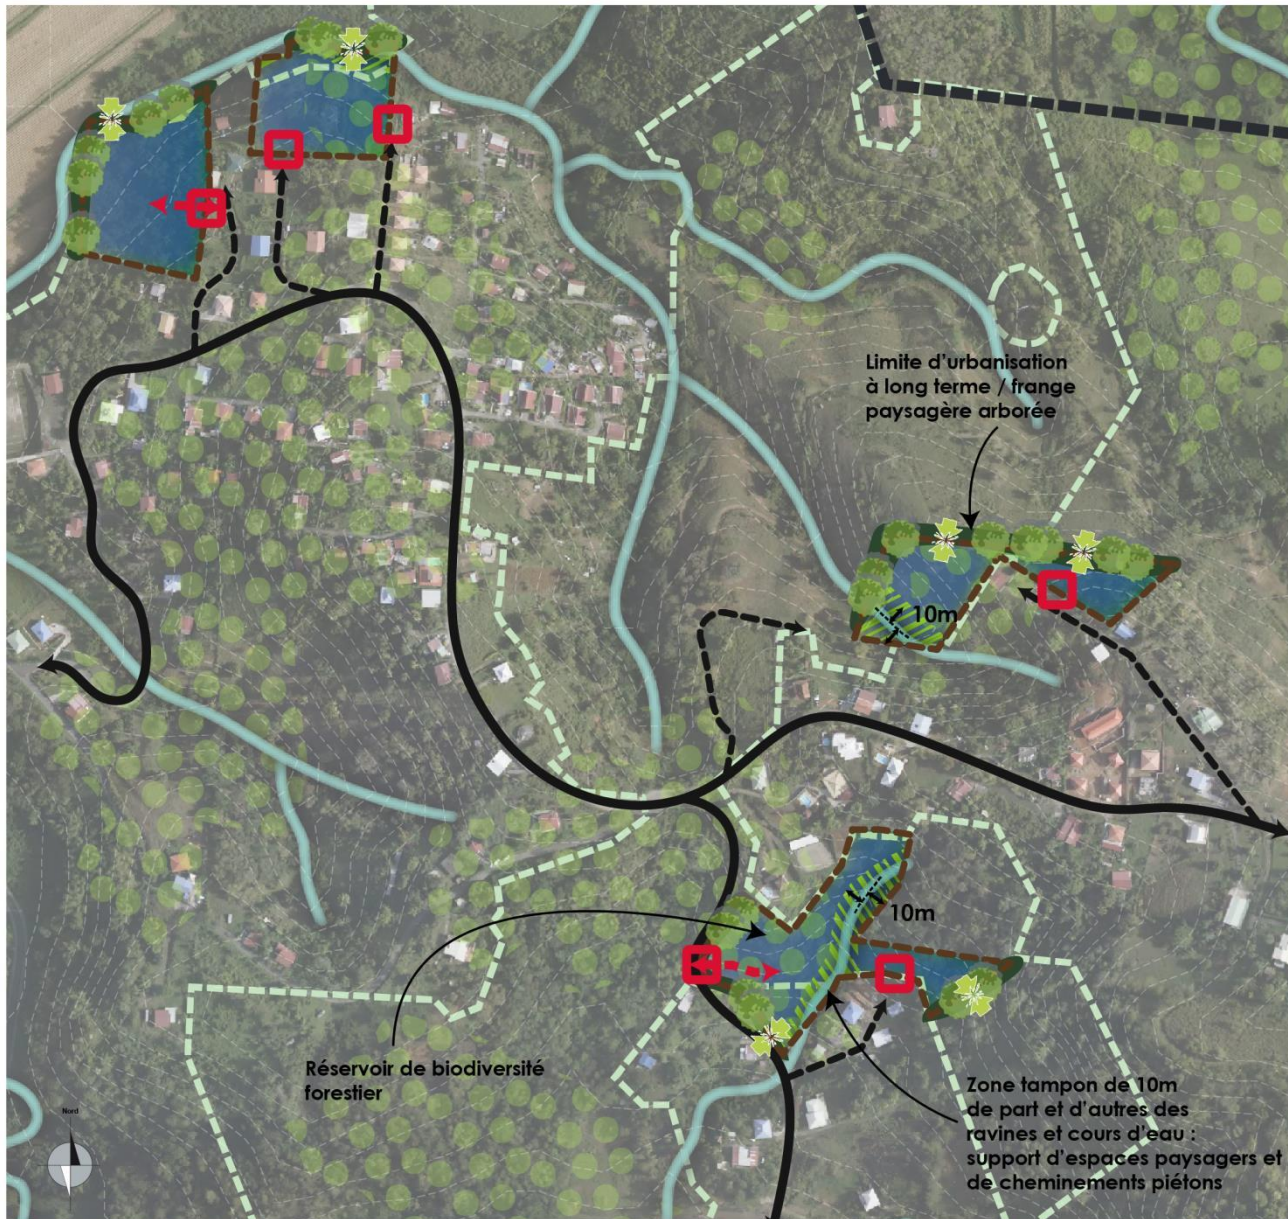 Limite d'urbanisation
à long terme / frange
paysagère arborée
10m
10m
Réservoir de biodiversité
forestier
Zone tampon de 10m
de part et d'autres des
ravines et cours d'eau :
support d'espaces paysagers et
de cheminements piétons
Nord